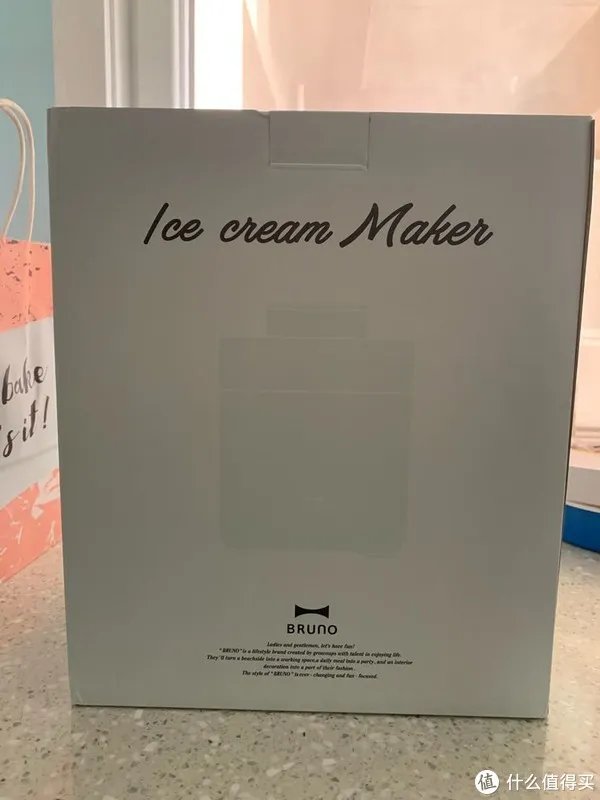 Ice cream Maker
bake
's it!
BRUNO
Ladies and gentlemen, let's have fun!
"BRUNO" is a lifestyle brand created by grownups with talent in enjoying life.
They'll turn a beachside into a working space,a daily meal into a party, and an interior
decoration into a part of their fashion.
The style of "BRUNO" is ever - changing and fun - focused.
值 什么值得买